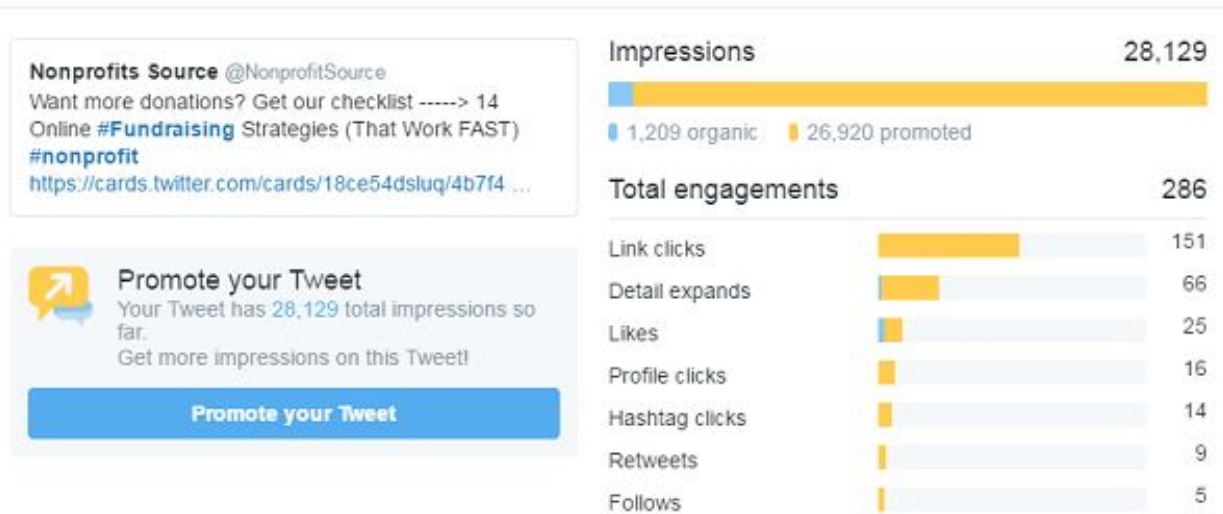 Nonprofits Source @NonprofitSource
Want more donations? Get our checklist -----> 14
Online #Fundraising Strategies (That Work FAST)
#nonprofit
https://cards.twitter.com/cards/18ce54dsluq/4b7f4 ...
Promote your Tweet
Your Tweet has 28,129 total impressions so
far.
Get more impressions on this Tweet!
Promote your Tweet
Impressions 28,129
1,209 organic 26,920 promoted
Total engagements 286
Link clicks 151
Detail expands 66
Likes 25
Profile clicks 16
Hashtag clicks 14
Retweets 9
Follows 5